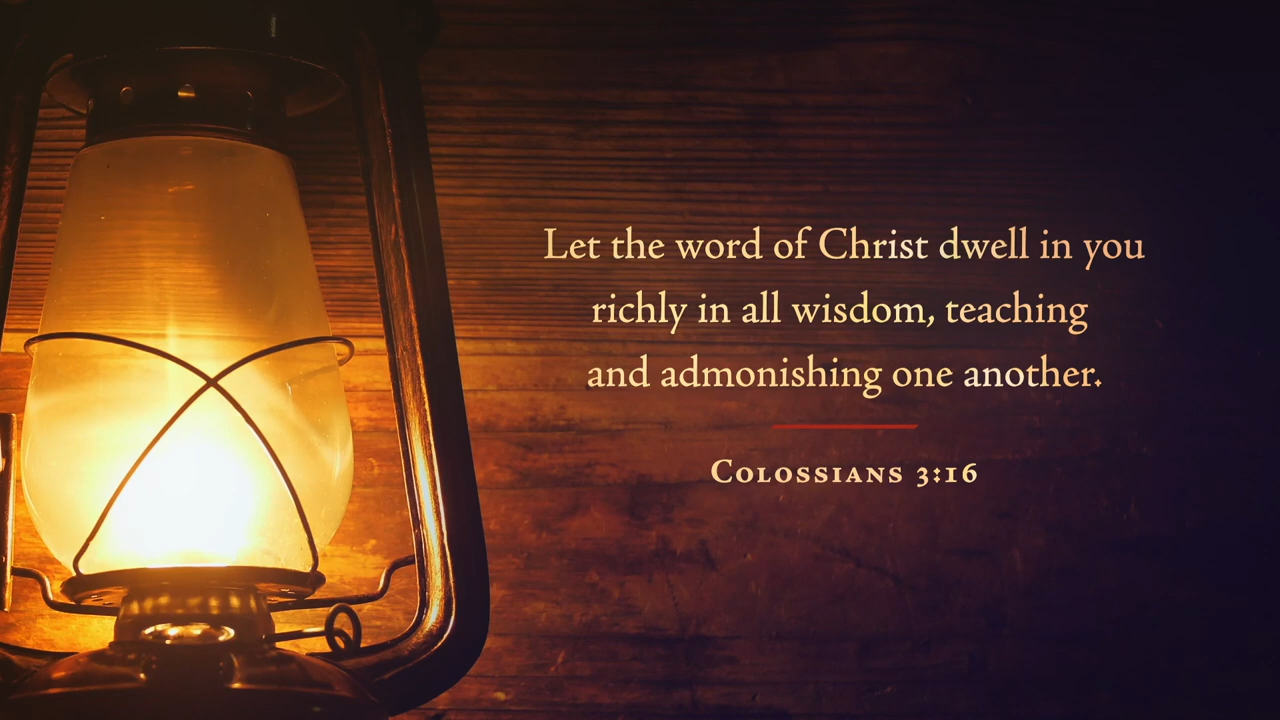 Let the word of Christ dwell in you
richly in all wisdom, teaching
and admonishing one another.
Colossians 3:16